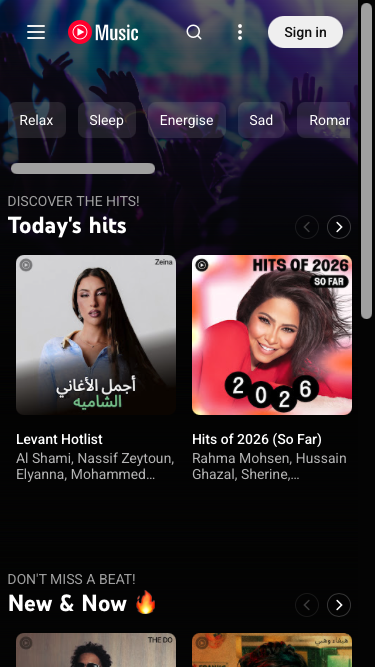 Music
Sign in
Relax
Sleep
Energise
Sad
Romar
DISCOVER THE HITS!
Today's hits
Zeina
أجمل الأغاني
الشاميه
HITS OF 2026
SO FAR
2026
Levant Hotlist
Al Shami, Nassif Zeytoun,
Elyanna, Mohammed…
Hits of 2026 (So Far)
Rahma Mohsen, Hussain
Ghazal, Sherine,…
DON'T MISS A BEAT!
New & Now 🔥
THE DO
هيفاء وهبي